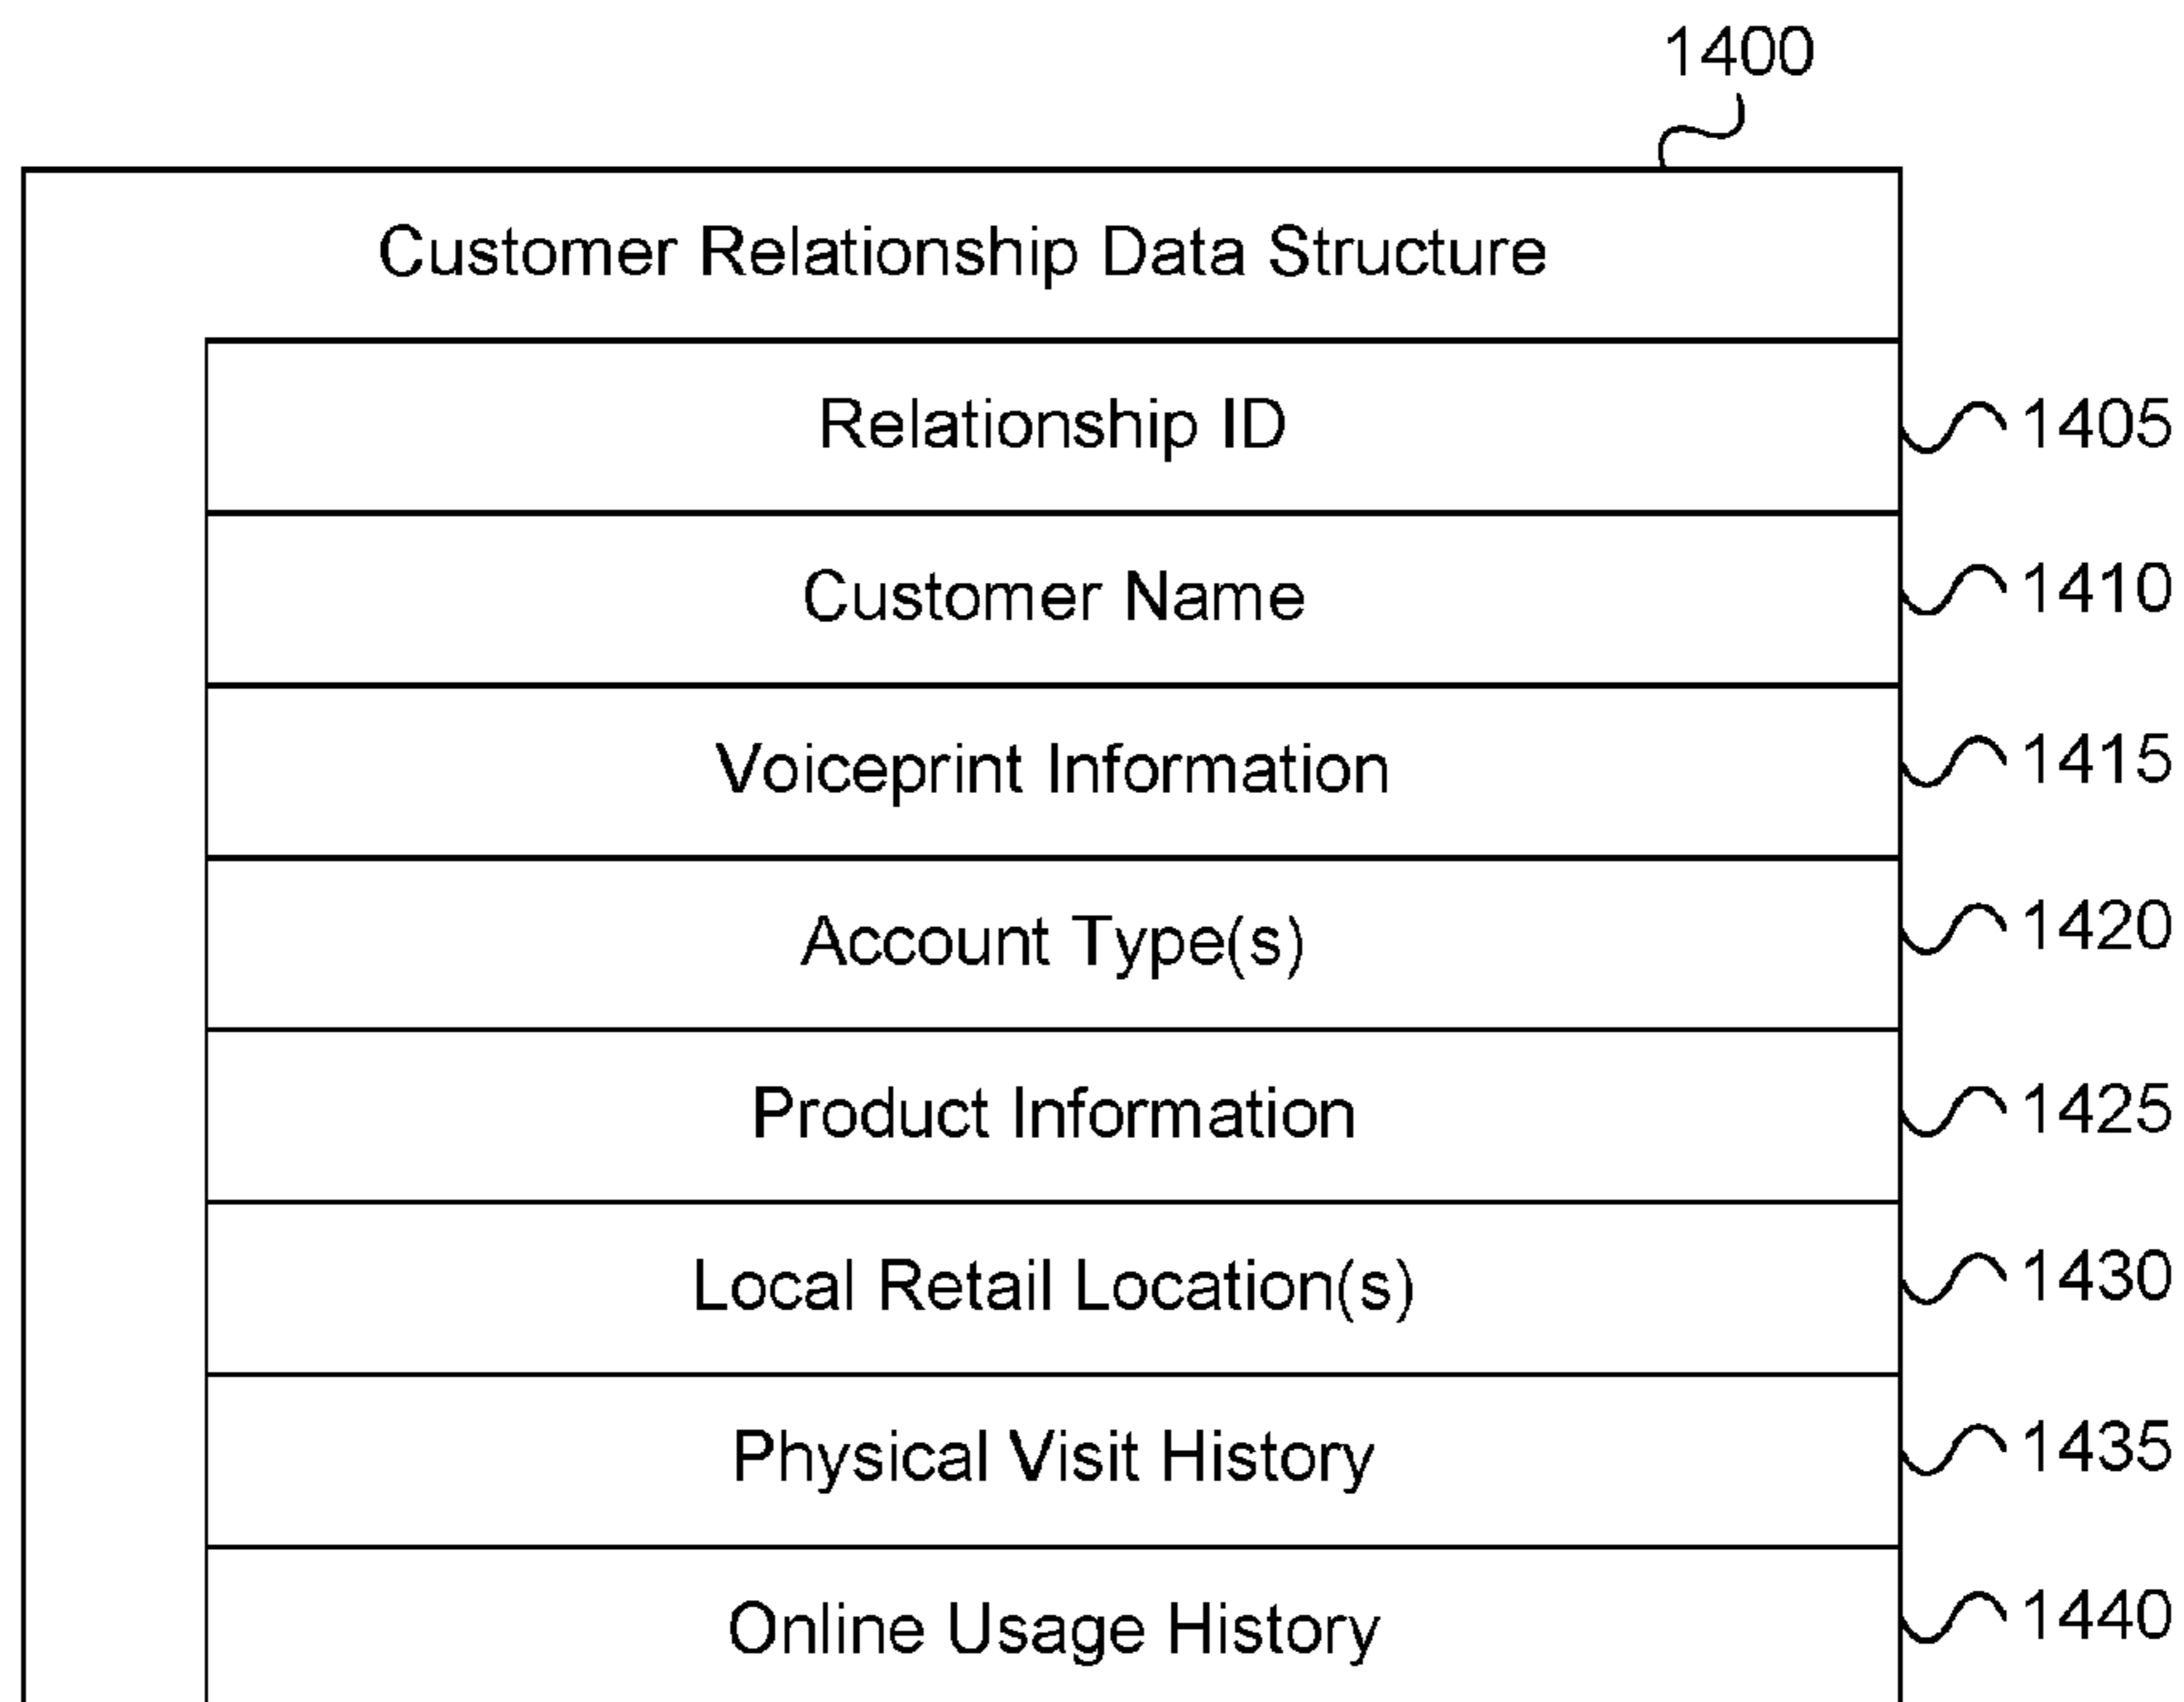 1400
Customer Relationship Data Structure
Relationship ID 1405
Customer Name 1410
Voiceprint Information 1415
Account Type(s) 1420
Product Information 1425
Local Retail Location(s) 1430
Physical Visit History 1435
Online Usage History 1440